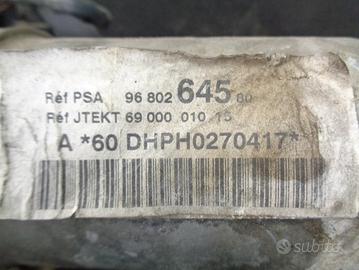 Réf PSA 96 802 645 80
Réf JTEKT 69 000 010 15
A *60 DHPH0270417*
subito